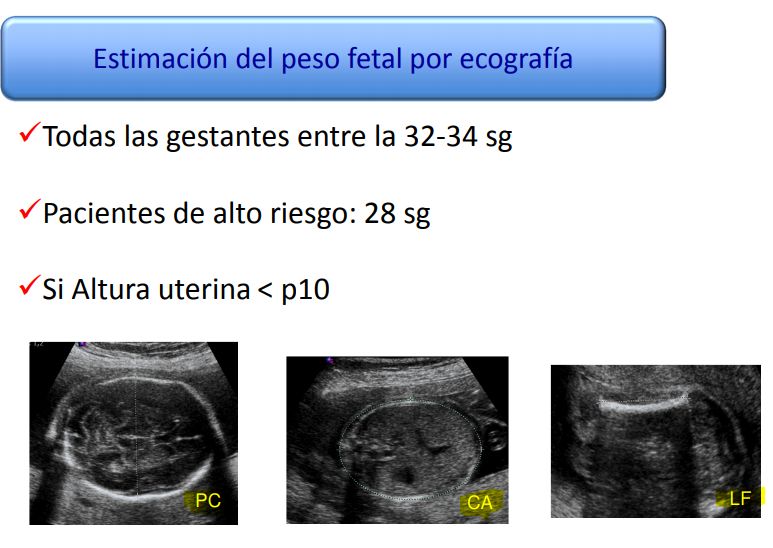 Estimación del peso fetal por ecografía
Todas las gestantes entre la 32-34 sg
Pacientes de alto riesgo: 28 sg
Si Altura uterina < p10
PC
CA
LF